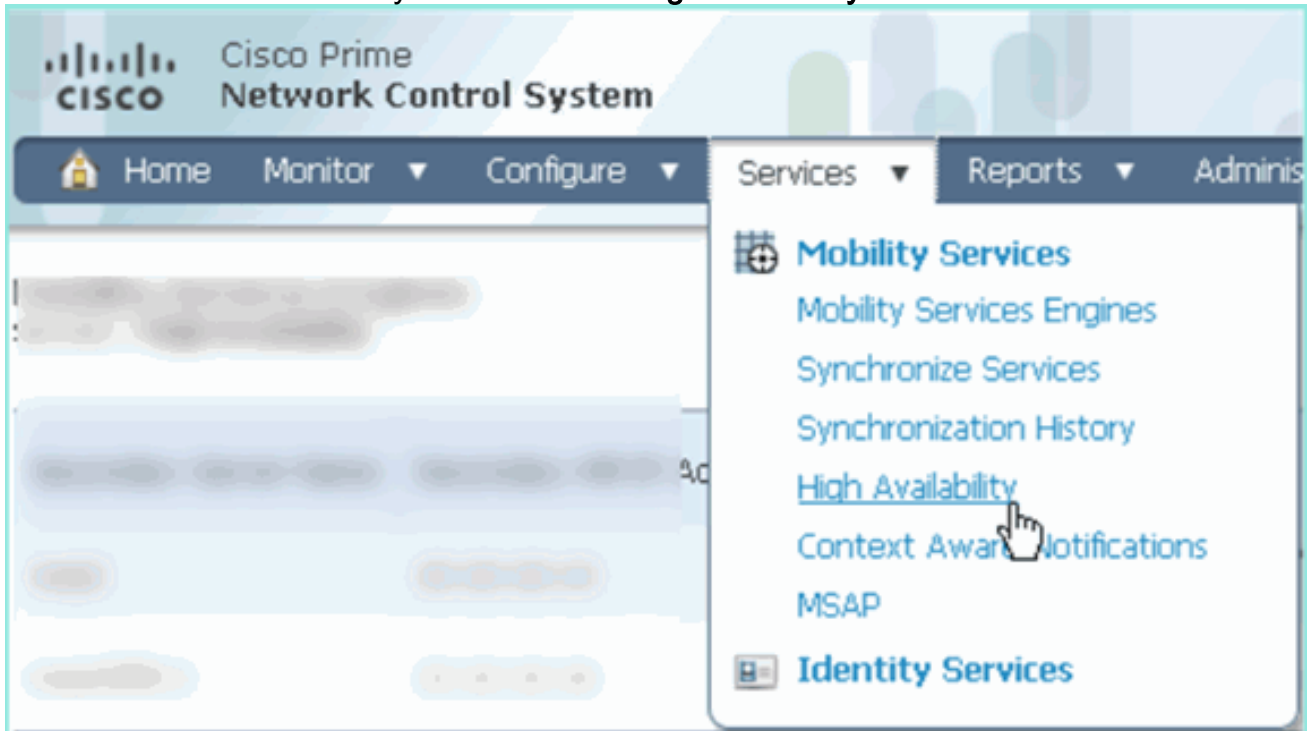 Cisco Prime
CISCO Network Control System
Home Monitor Configure Services Reports Adminis
Mobility Services
Mobility Services Engines
Synchronize Services
Synchronization History
High Availability
Context Aware Notifications
MSAP
Identity Services